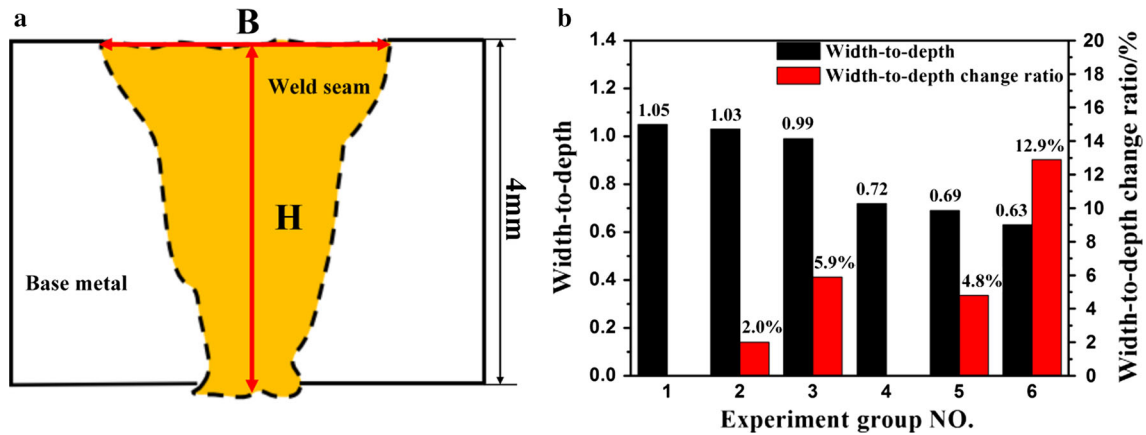 a
B
Weld seam
H
4mm
Base metal
b
Width-to-depth
Width-to-depth change ratio
1.4
1.2
1.0
0.8
0.6
0.4
0.2
0.0
Width-to-depth
1.05
1.03
0.99
0.72
0.69
0.63
2.0%
5.9%
4.8%
12.9%
20
18
16
14
12
10
8
6
4
2
0
Width-to-depth change ratio/%
1 2 3 4 5 6
Experiment group NO.